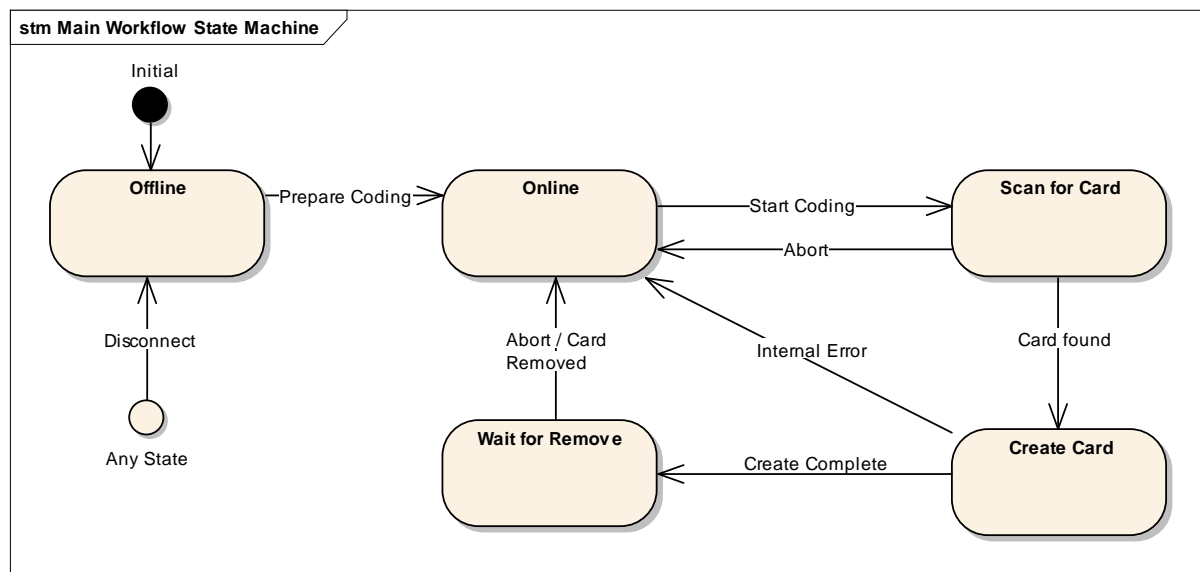 stm Main Workflow State Machine
Initial
Offline
Prepare Coding
Online
Start Coding
Scan for Card
Abort
Disconnect
Abort / Card
Removed
Internal Error
Card found
Any State
Wait for Remove
Create Complete
Create Card